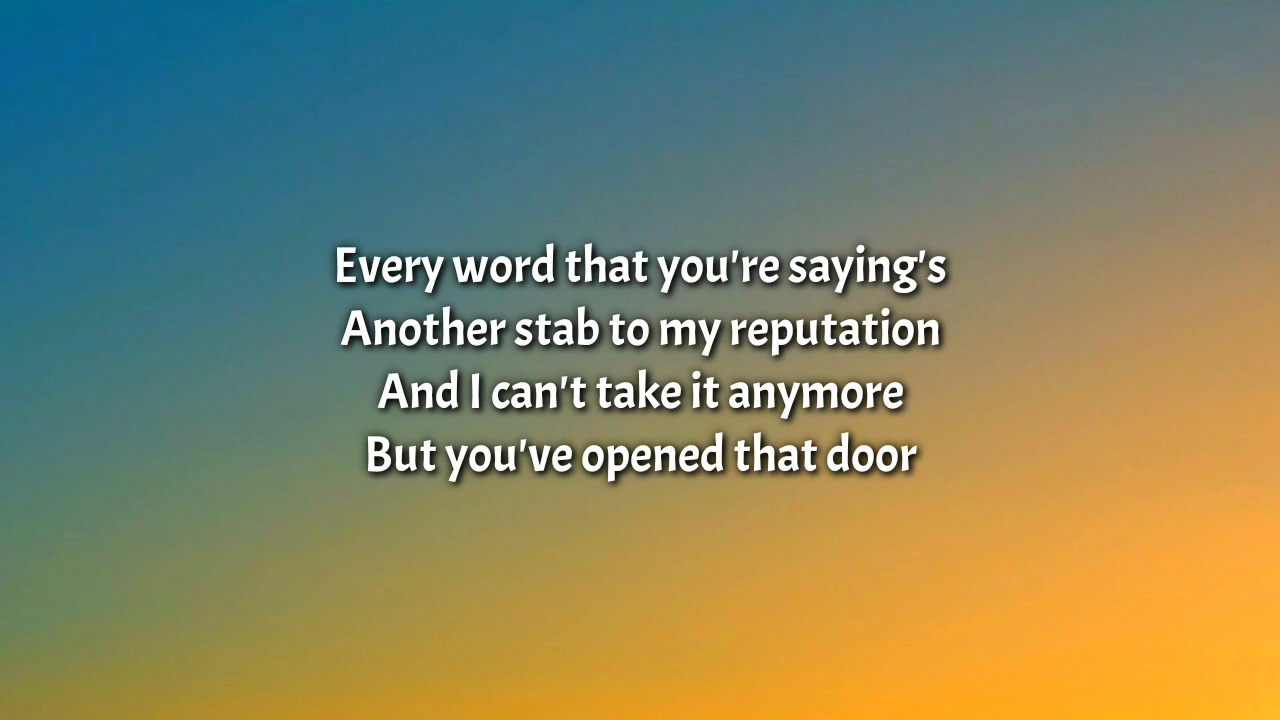 Every word that you're saying's
Another stab to my reputation
And I can't take it anymore
But you've opened that door